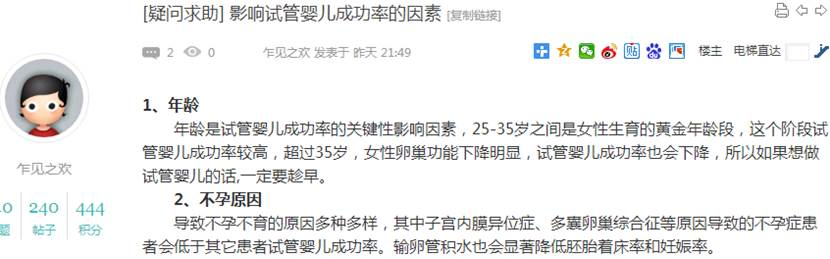 [疑问求助] 影响试管婴儿成功率的因素 [复制链接]
2 0 乍见之欢 发表于 昨天 21:49 贴 楼主 电梯直达
1、年龄
年龄是试管婴儿成功率的关键性影响因素，25-35岁之间是女性生育的黄金年龄段，这个阶段试
管婴儿成功率较高，超过35岁，女性卵巢功能下降明显，试管婴儿成功率也会下降，所以如果想做
试管婴儿的话,一定要趁早。
2、不孕原因
导致不孕不育的原因多种多样，其中子宫内膜异位症、多囊卵巢综合征等原因导致的不孕症患
者会低于其它患者试管婴儿成功率。输卵管积水也会显著降低胚胎着床率和妊娠率。
乍见之欢
0 240 444
题 帖子 积分